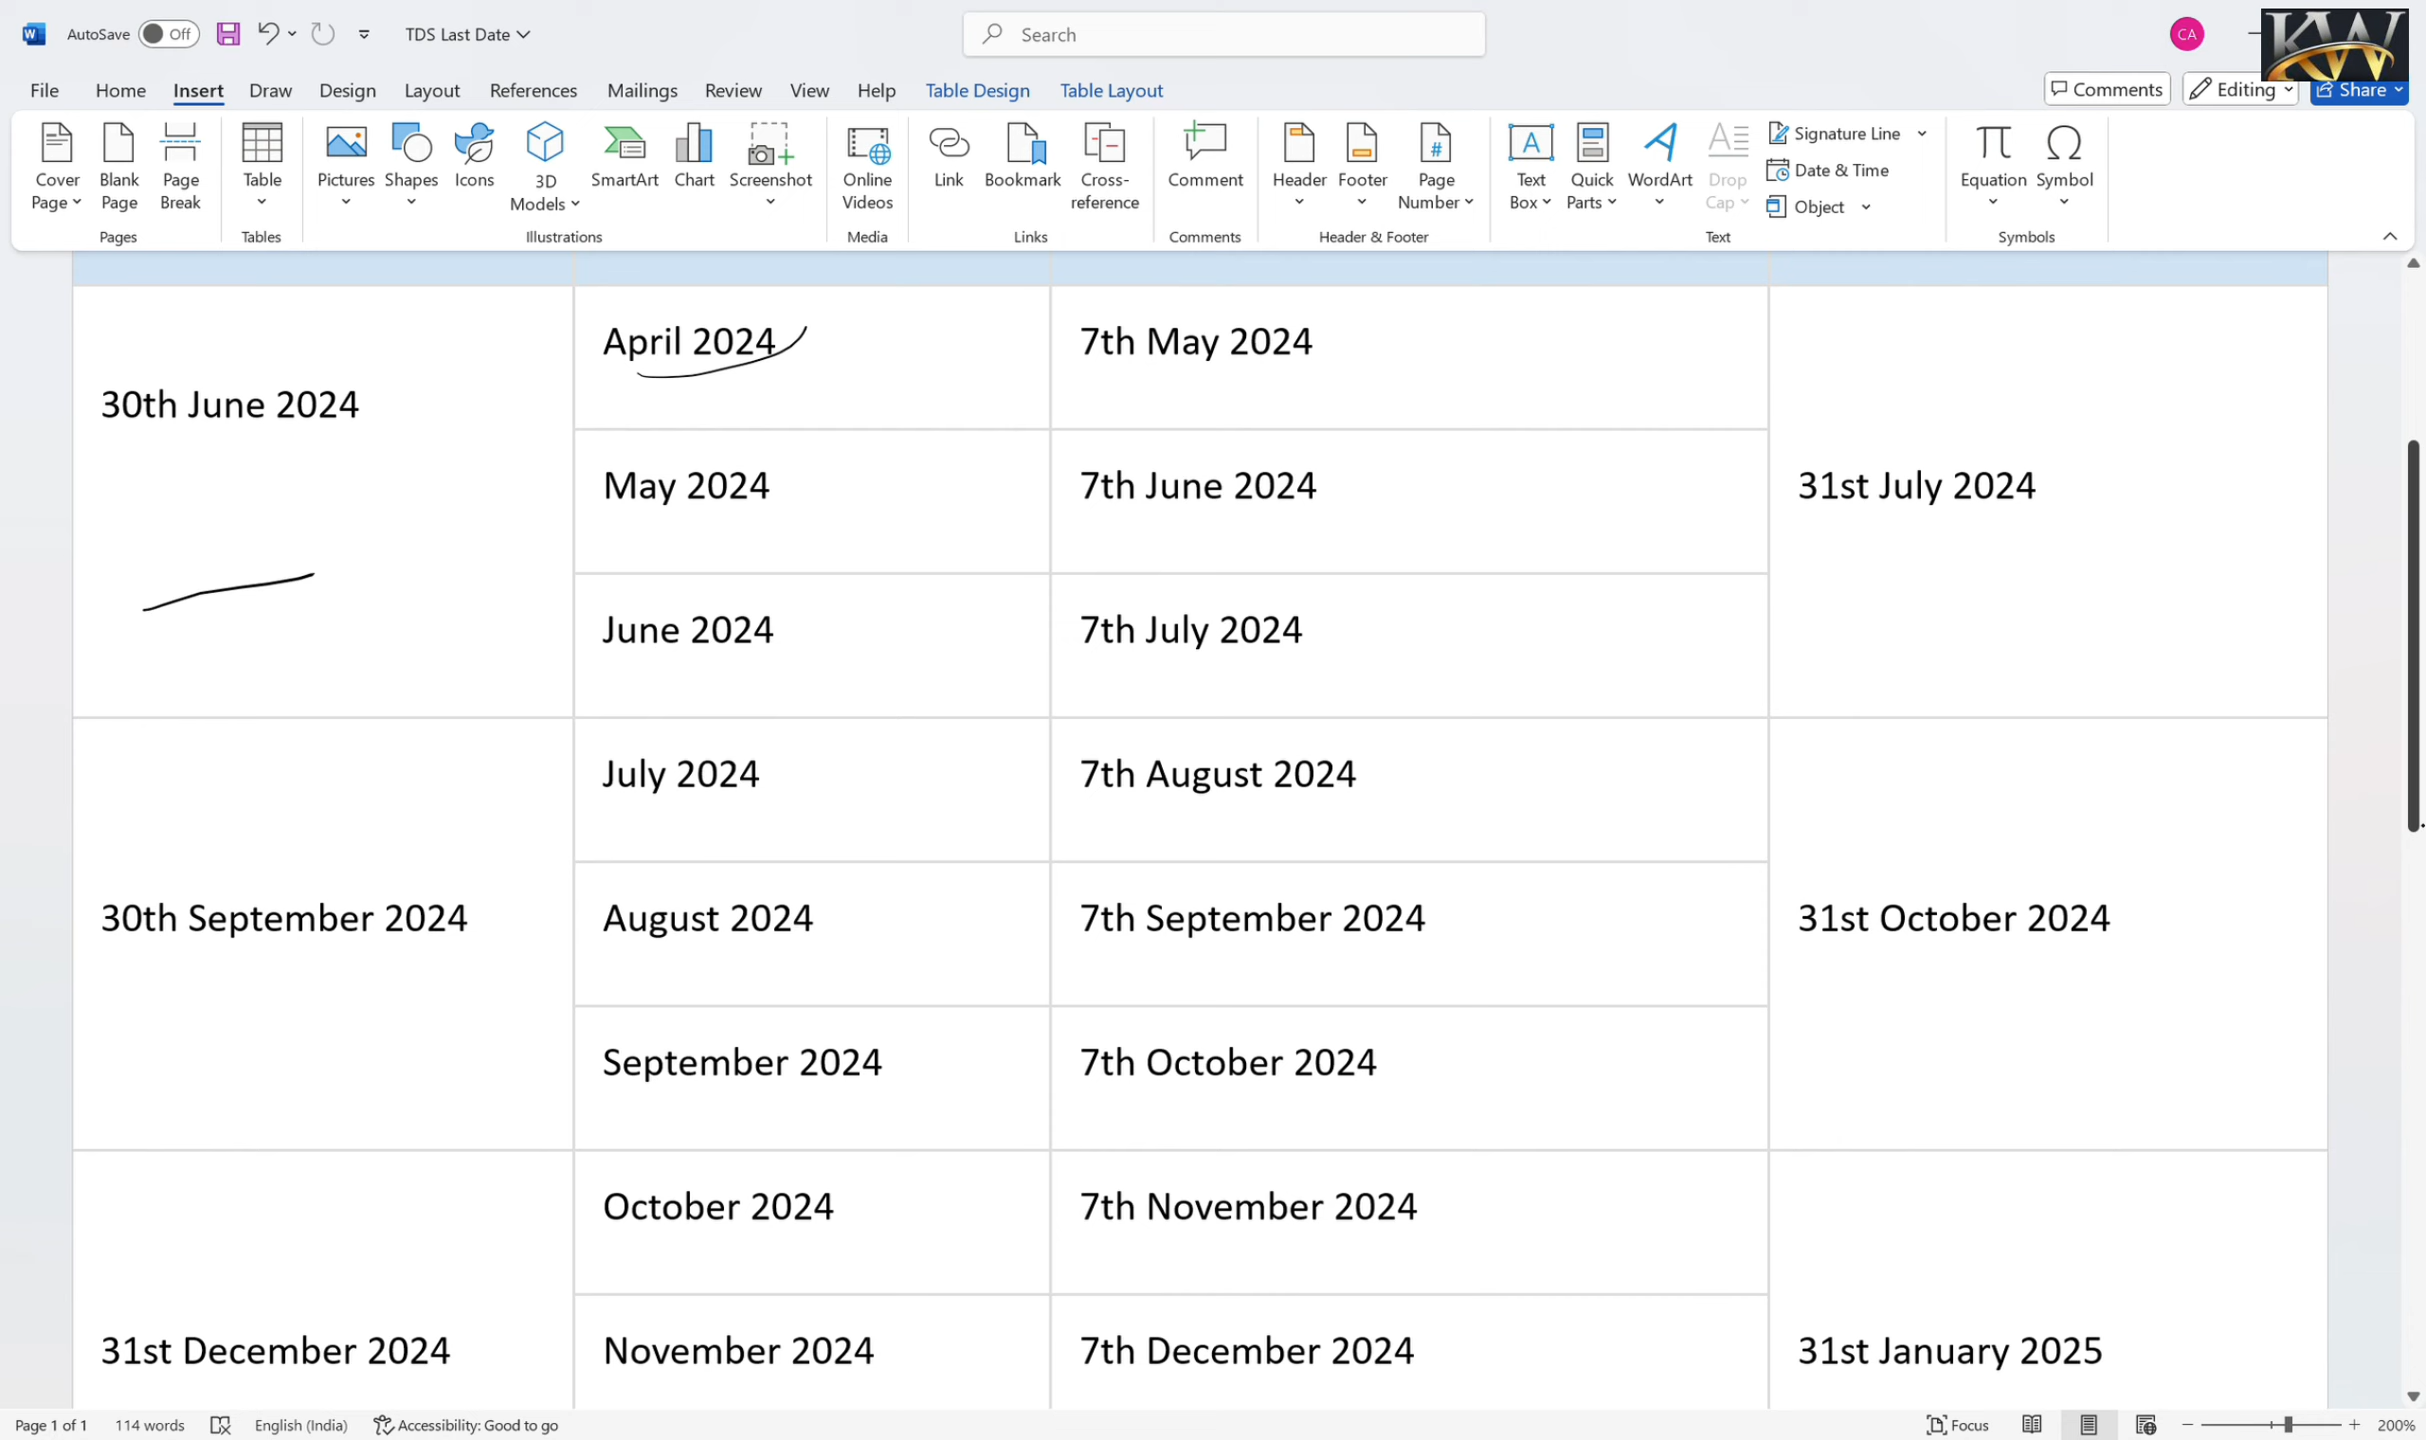 AutoSave Off TDS Last Date Search CA KW
File Home Insert Draw Design Layout References Mailings Review View Help Table Design Table Layout Comments Editing Share
Cover Page Blank Page Page Break Table Pictures Shapes Icons 3D Models SmartArt Chart Screenshot Online Videos Link Bookmark Cross-reference Comment Header Footer Page Number Text Box Quick Parts WordArt Drop Cap Signature Line Date & Time Object Equation Symbol
Pages Tables Illustrations Media Links Comments Header & Footer Text Symbols
30th June 2024
April 2024
7th May 2024
May 2024
7th June 2024
31st July 2024
June 2024
7th July 2024
July 2024
7th August 2024
30th September 2024
August 2024
7th September 2024
31st October 2024
September 2024
7th October 2024
October 2024
7th November 2024
31st December 2024
November 2024
7th December 2024
31st January 2025
Page 1 of 1 114 words English (India) Accessibility: Good to go Focus 200%